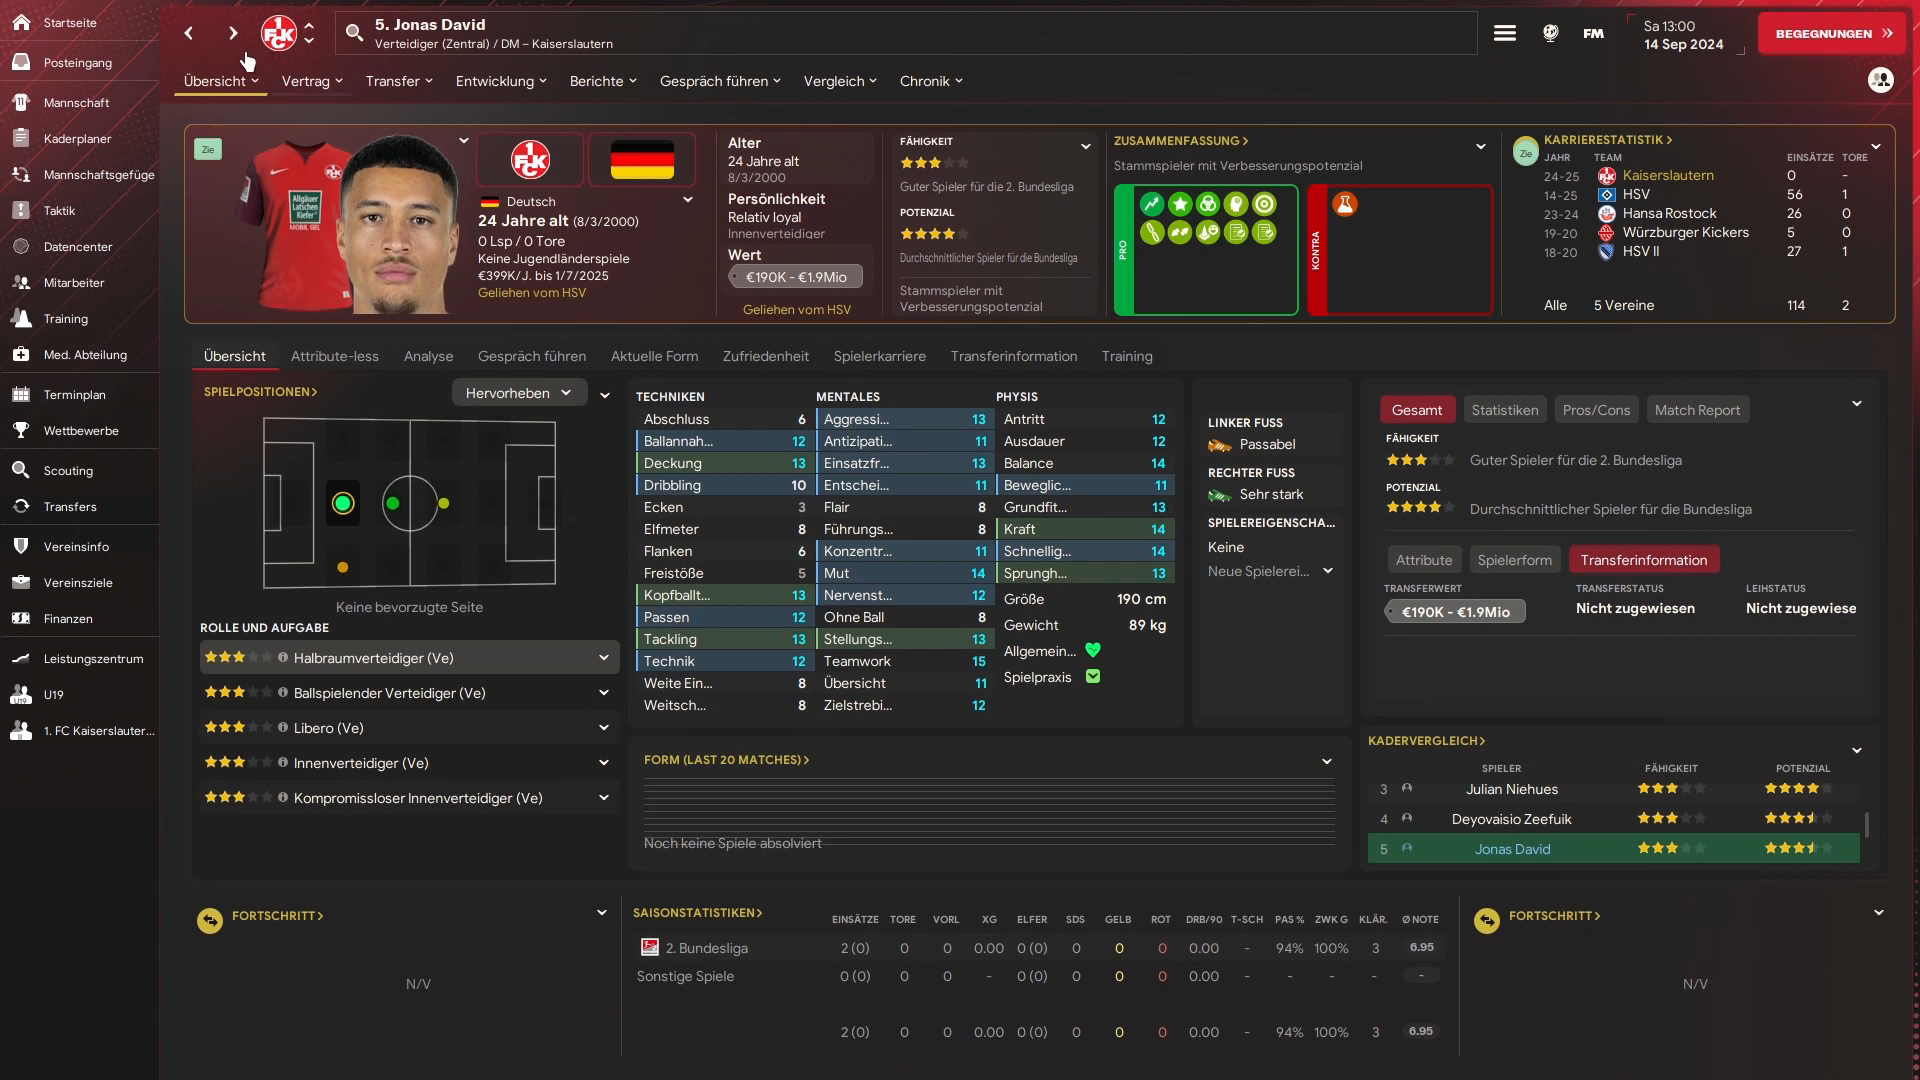 Startseite
Posteingang
Mannschaft
Kaderplaner
Mannschaftsgefüge
Taktik
Datencenter
Mitarbeiter
Training
Med. Abteilung
Terminplan
Wettbewerbe
Scouting
Transfers
Vereinsinfo
Vereinsziele
Finanzen
Leistungszentrum
U19
1. FC Kaiserslauter...
5. Jonas David
Verteidiger (Zentral) / DM – Kaiserslautern
FM
Sa 13:00
14 Sep 2024
BEGEGNUNGEN
Übersicht Vertrag Transfer Entwicklung Berichte Gespräch führen Vergleich Chronik
Zie
Allgäuer Latschen Kiefer
MOBIL GEL
Deutsch
24 Jahre alt (8/3/2000)
0 Lsp / 0 Tore
Keine Jugendländerspiele
€399K/J. bis 1/7/2025
Geliehen vom HSV
Alter
24 Jahre alt
8/3/2000
Persönlichkeit
Relativ loyal
Innenverteidiger
Wert
€190K - €1.9Mio
Geliehen vom HSV
FÄHIGKEIT
Guter Spieler für die 2. Bundesliga
POTENZIAL
Durchschnittlicher Spieler für die Bundesliga
Stammspieler mit
Verbesserungspotenzial
ZUSAMMENFASSUNG >
Stammspieler mit Verbesserungspotenzial
PRO
KONTRA
Zie
KARRIERESTATISTIK >
JAHR TEAM EINSÄTZE TORE
24-25 Kaiserslautern 0 -
14-25 HSV 56 1
23-24 Hansa Rostock 26 0
19-20 Würzburger Kickers 5 0
18-20 HSV II 27 1
Alle 5 Vereine 114 2
Übersicht Attribute-less Analyse Gespräch führen Aktuelle Form Zufriedenheit Spielerkarriere Transferinformation Training
SPIELPOSITIONEN >
Hervorheben
Keine bevorzugte Seite
ROLLE UND AUFGABE
Halbraumverteidiger (Ve)
Ballspielender Verteidiger (Ve)
Libero (Ve)
Innenverteidiger (Ve)
Kompromissloser Innenverteidiger (Ve)
TECHNIKEN
Abschluss 6
Ballannah... 12
Deckung 13
Dribbling 10
Ecken 3
Elfmeter 8
Flanken 6
Freistöße 5
Kopfballt... 13
Passen 12
Tackling 13
Technik 12
Weite Ein... 8
Weitsch... 8
MENTALES
Aggressi... 13
Antizipati... 11
Einsatzfr... 13
Entschei... 11
Flair 8
Führungs... 8
Konzentr... 11
Mut 14
Nervenst... 12
Ohne Ball 8
Stellungs... 13
Teamwork 15
Übersicht 11
Zielstrebi... 12
PHYSIS
Antritt 12
Ausdauer 12
Balance 14
Beweglic... 11
Grundfit... 13
Kraft 14
Schnellig... 14
Sprungh... 13
Größe 190 cm
Gewicht 89 kg
Allgemein...
Spielpraxis
LINKER FUSS
Passabel
RECHTER FUSS
Sehr stark
SPIELEREIGENSCHA...
Keine
Neue Spielerei...
Gesamt Statistiken Pros/Cons Match Report
FÄHIGKEIT
Guter Spieler für die 2. Bundesliga
POTENZIAL
Durchschnittlicher Spieler für die Bundesliga
Attribute Spielerform Transferinformation
TRANSFERWERT TRANSFERSTATUS LEIHSTATUS
€190K - €1.9Mio Nicht zugewiesen Nicht zugewiese
FORM (LAST 20 MATCHES) >
Noch keine Spiele absolviert
KADERVERGLEICH >
SPIELER FÄHIGKEIT POTENZIAL
3 Julian Niehues
4 Deyovaisio Zeefuik
5 Jonas David
FORTSCHRITT >
N/V
SAISONSTATISTIKEN > EINSÄTZE TORE VORL XG ELFER SDS GELB ROT DRB/90 T-SCH PAS % ZWK G KLÄR. Ø NOTE
2. Bundesliga 2 (0) 0 0 0.00 0 (0) 0 0 0 0.00 - 94% 100% 3 6.95
Sonstige Spiele 0 (0) 0 0 - 0 (0) 0 0 0 0.00 - - - - -
2 (0) 0 0 0.00 0 (0) 0 0 0 0.00 - 94% 100% 3 6.95
FORTSCHRITT >
N/V